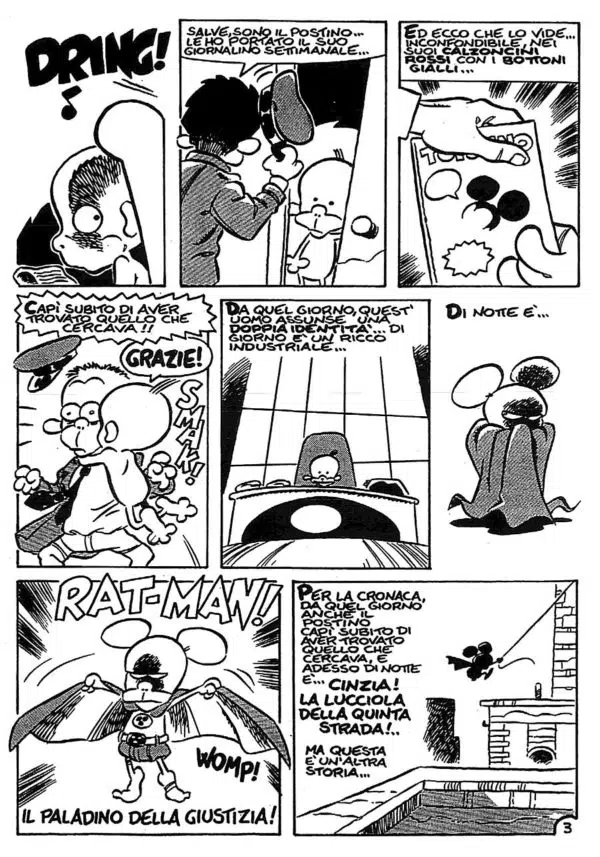 DRING!
SALVE, SONO IL POSTINO...
LE HO PORTATO IL SUO
GIORNALINO SETTIMANALE...
ED ECCO CHE LO VIDE...
INCONFONDIBILE, NEI
SUOI CALZONCINI
ROSSI CON I BOTTONI
GIALLI...
CAPÌ SUBITO DI AVER
TROVATO QUELLO CHE
CERCAVA!!
GRAZIE!
SMAK!
DA QUEL GIORNO, QUEST'
UOMO ASSUNSE UNA
DOPPIA IDENTITA'... DI
GIORNO E' UN RICCO
INDUSTRIALE...
DI NOTTE E'...
RAT-MAN!
WOMP!
IL PALADINO DELLA GIUSTIZIA!
PER LA CRONACA,
DA QUEL GIORNO
ANCHE IL
POSTINO
CAPÌ SUBITO DI
AVER TROVATO
QUELLO CHE
CERCAVA, E
ADESSO DI NOTTE
E'... CINZIA!
LA LUCCIOLA
DELLA QUINTA
STRADA!..
MA QUESTA
E' UN'ALTRA
STORIA...
3